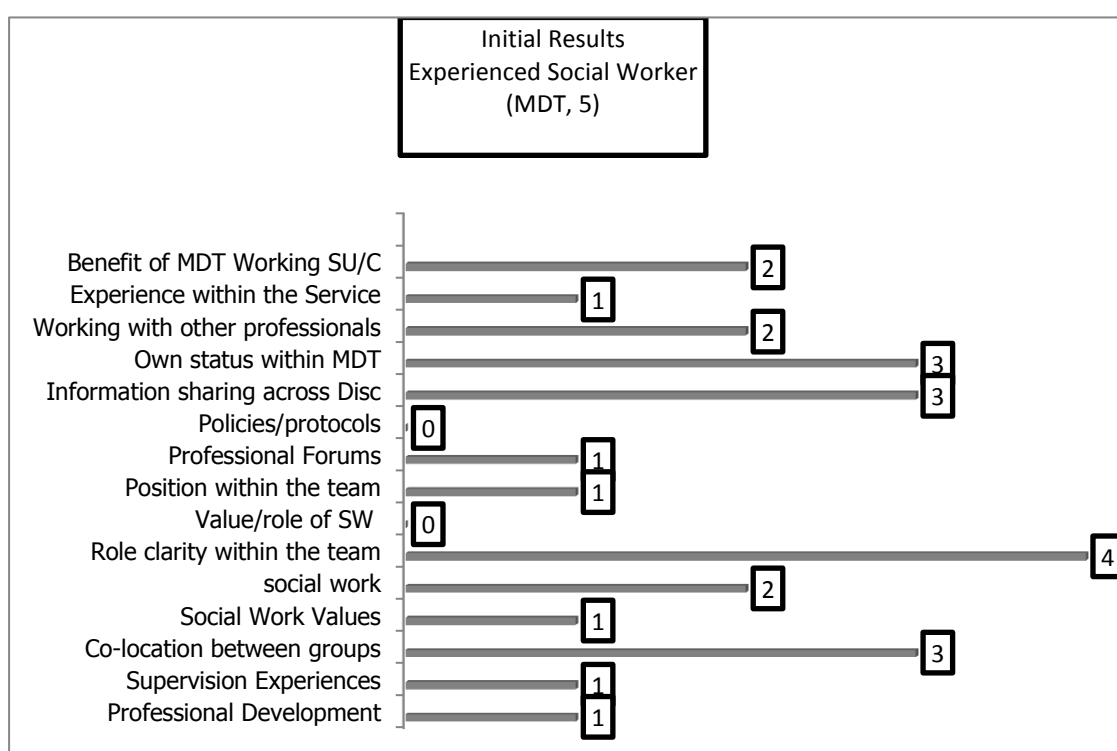 Initial Results
Experienced Social Worker
(MDT, 5)
Benefit of MDT Working SU/C 2
Experience within the Service 1
Working with other professionals 2
Own status within MDT 3
Information sharing across Disc 3
Policies/protocols 0
Professional Forums 1
Position within the team 1
Value/role of SW 0
Role clarity within the team 4
social work 2
Social Work Values 1
Co-location between groups 3
Supervision Experiences 1
Professional Development 1